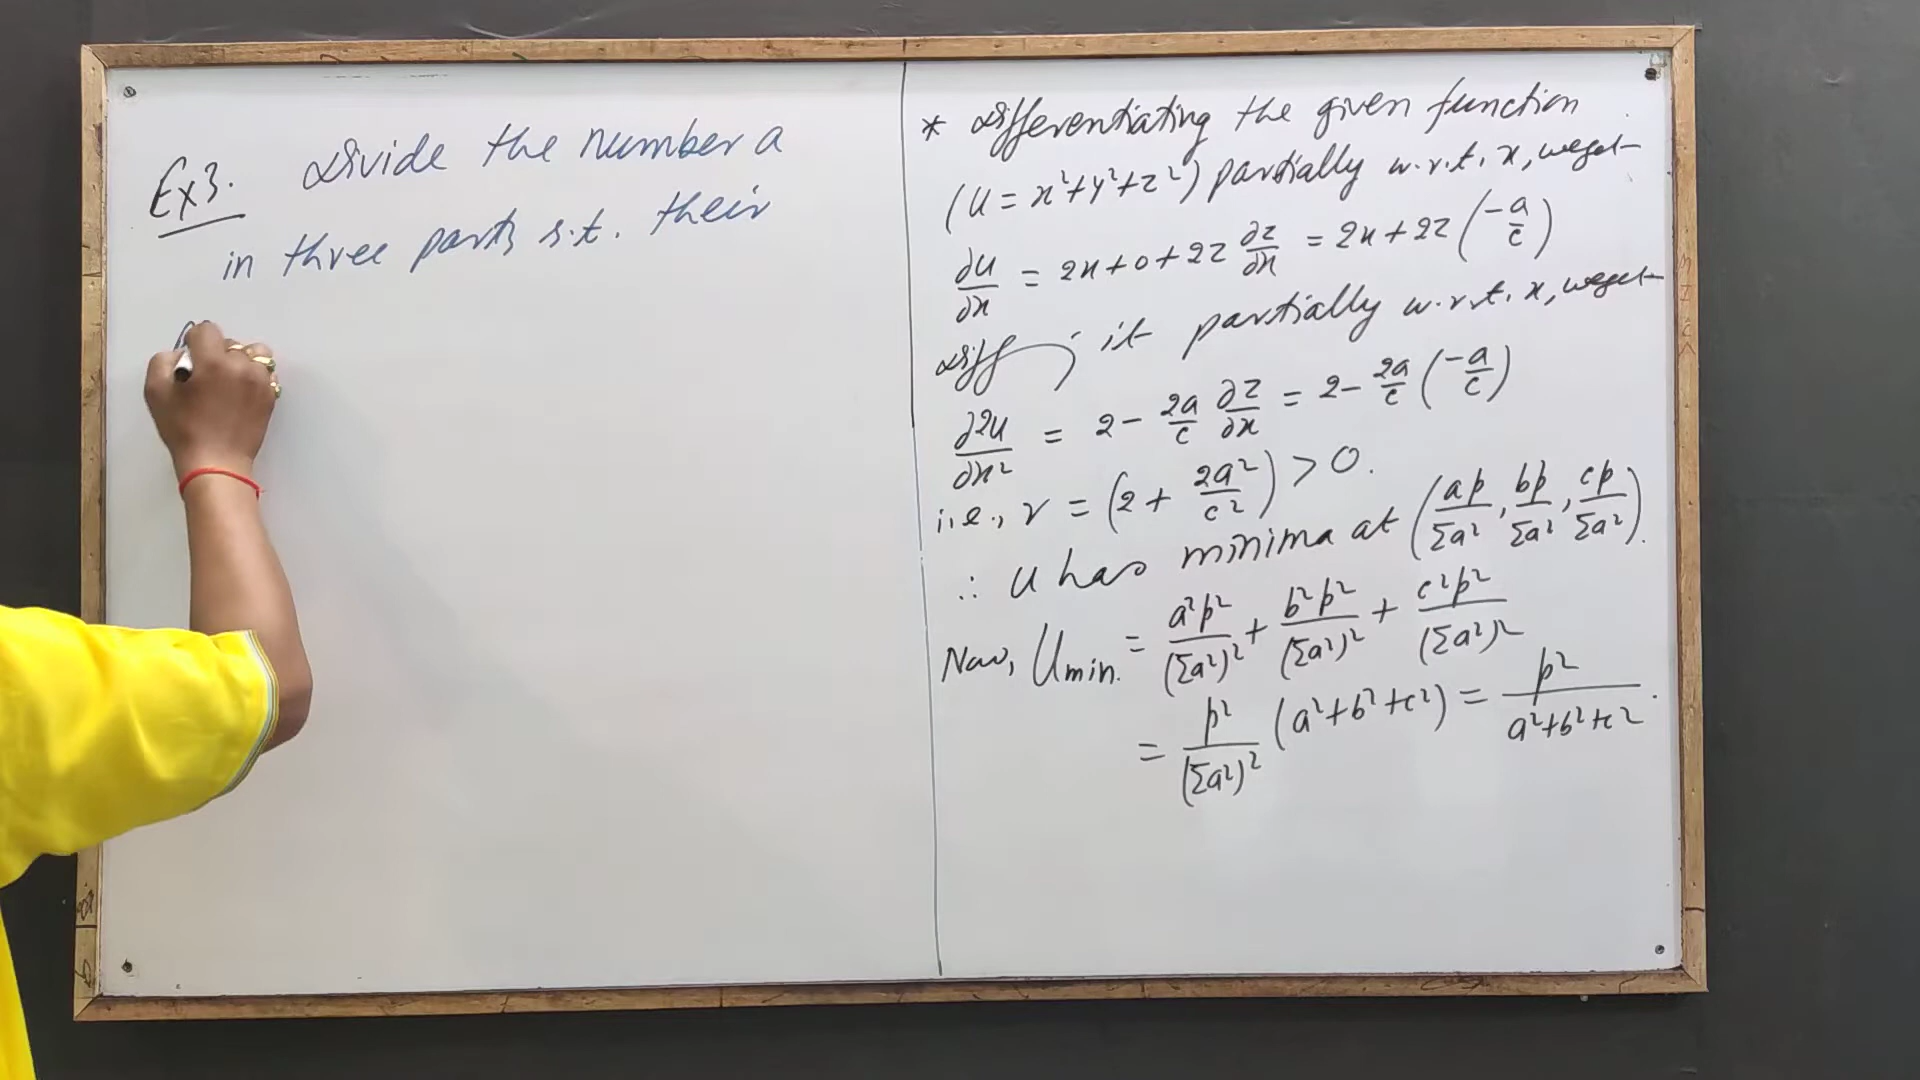 Ex3. Divide the number a
in three parts s.t. their
* Differentiating the given function
(U = x²+y²+z²) partially w.r.t. x, we get
∂U/∂x = 2x+0+2z ∂z/∂x = 2x+2z (-a/c)
Diff it partially w.r.t. x, we get
∂²U/∂x² = 2 - 2a/c ∂z/∂x = 2 - 2a/c (-a/c)
i.e., r = (2 + 2a²/c²) > 0.
∴ U has minima at (ap/Σa², bp/Σa², cp/Σa²).
Now, Umin. = a²p²/(Σa²)² + b²p²/(Σa²)² + c²p²/(Σa²)²
= p²/(Σa²)² (a²+b²+c²) = p²/a²+b²+c².